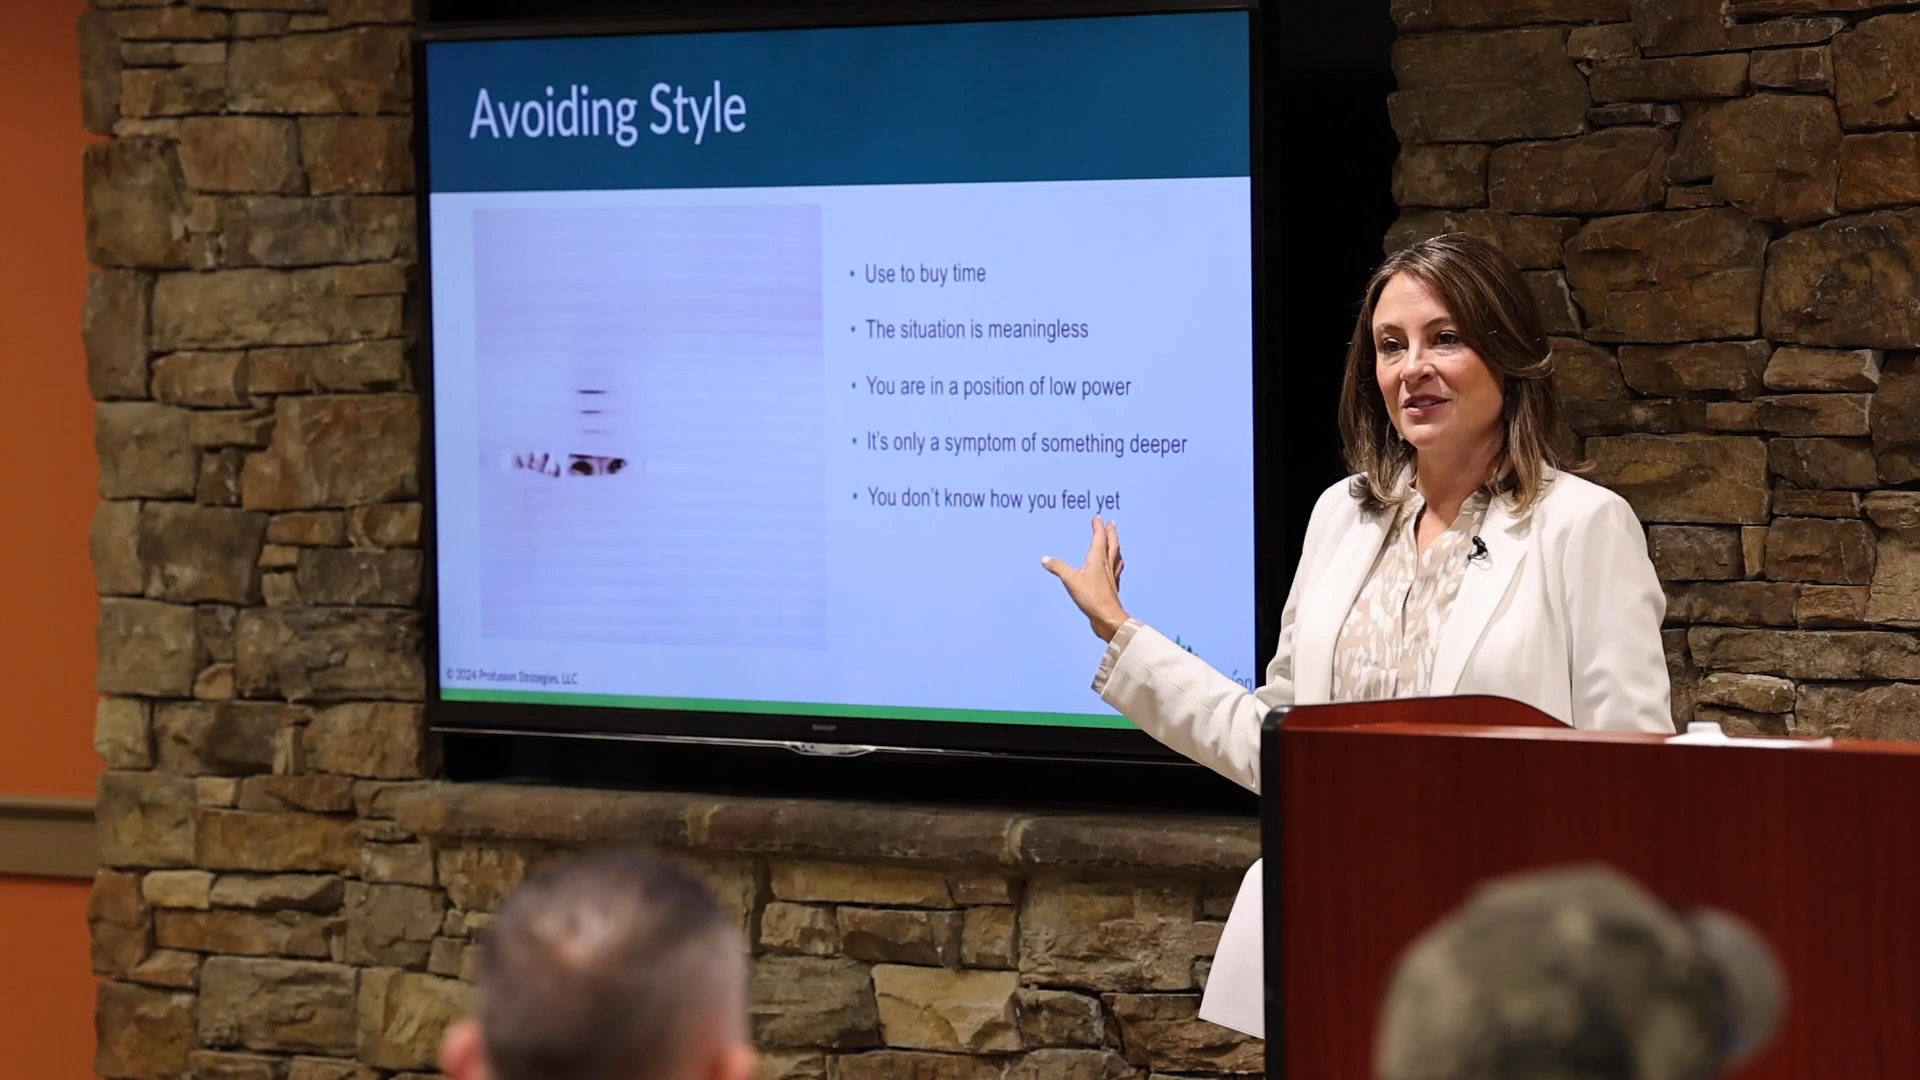 Avoiding Style
• Use to buy time
• The situation is meaningless
• You are in a position of low power
• It's only a symptom of something deeper
• You don't know how you feel yet
© 2024 Profusion Strategies, LLC
SHARP